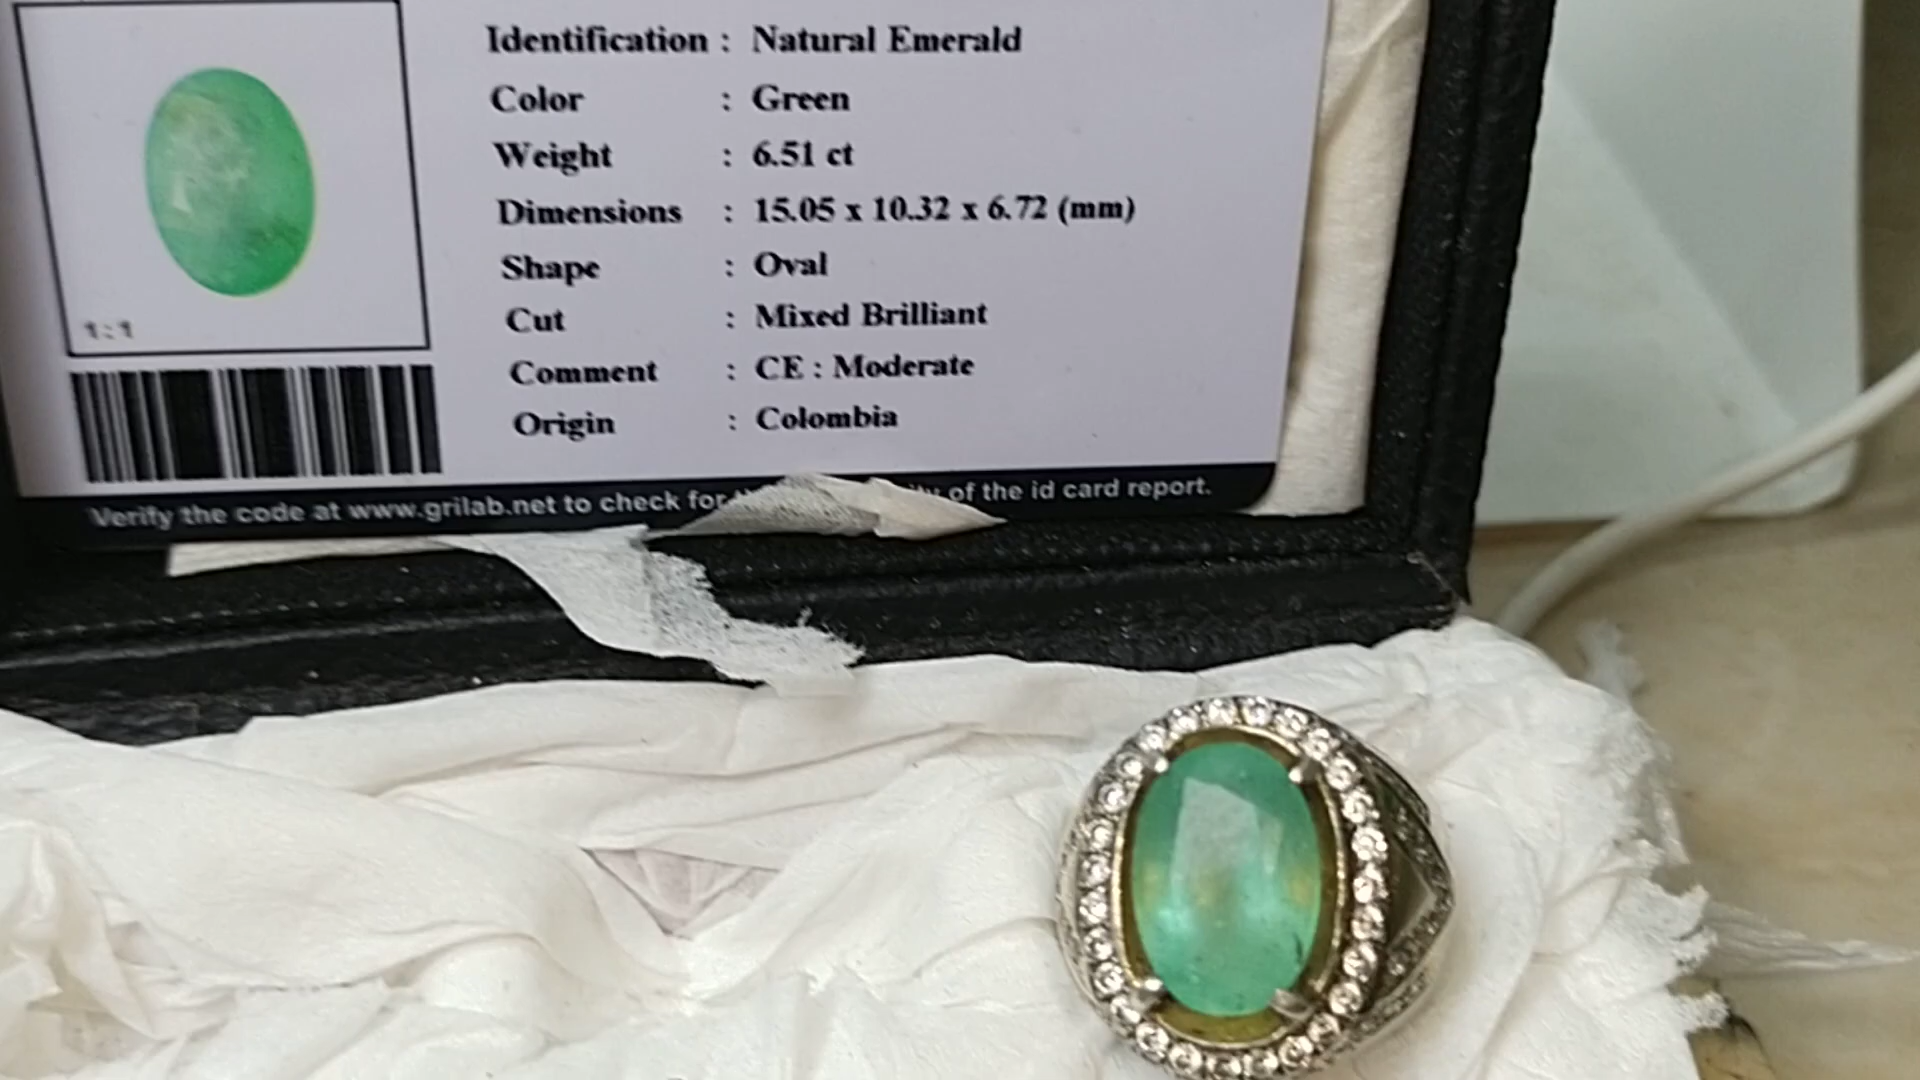 Identification : Natural Emerald
Color : Green
Weight : 6.51 ct
Dimensions : 15.05 x 10.32 x 6.72 (mm)
Shape : Oval
Cut : Mixed Brilliant
Comment : CE : Moderate
Origin : Colombia
1:1
Verify the code at www.grilab.net to check for of the id card report.